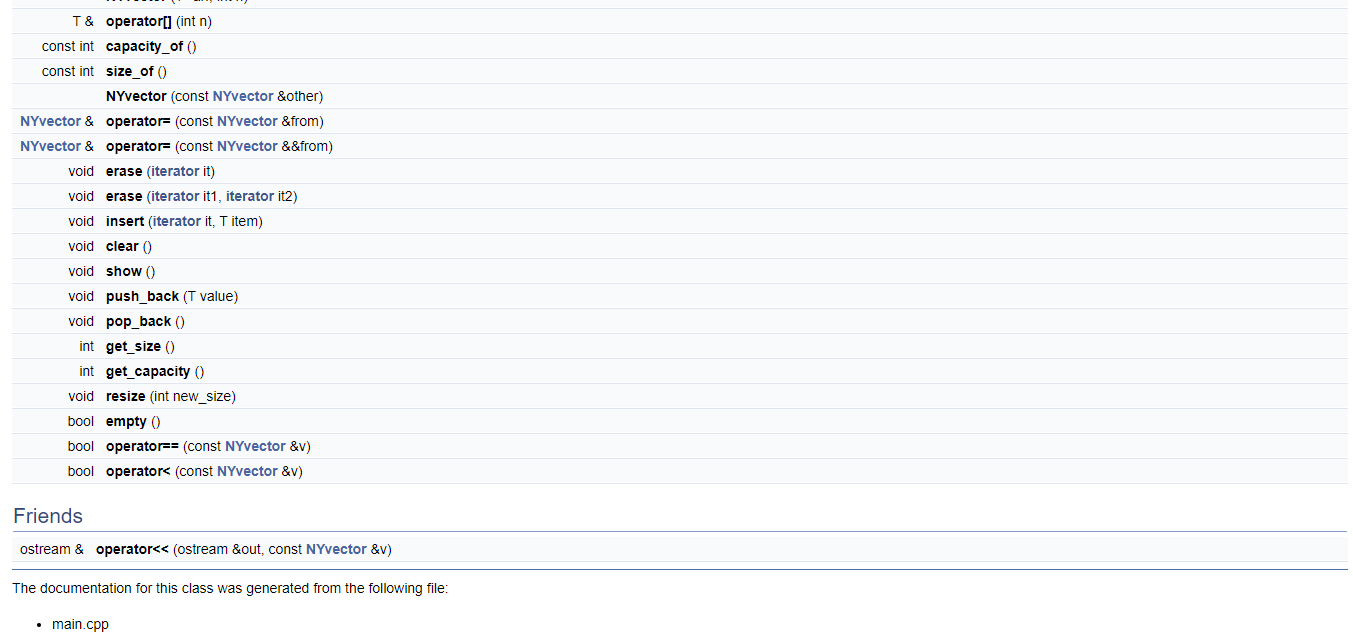 T & operator[] (int n)
const int capacity_of ()
const int size_of ()
NYvector (const NYvector &other)
NYvector & operator= (const NYvector &from)
NYvector & operator= (const NYvector &&from)
void erase (iterator it)
void erase (iterator it1, iterator it2)
void insert (iterator it, T item)
void clear ()
void show ()
void push_back (T value)
void pop_back ()
int get_size ()
int get_capacity ()
void resize (int new_size)
bool empty ()
bool operator== (const NYvector &v)
bool operator< (const NYvector &v)
Friends
ostream & operator<< (ostream &out, const NYvector &v)
The documentation for this class was generated from the following file:
• main.cpp